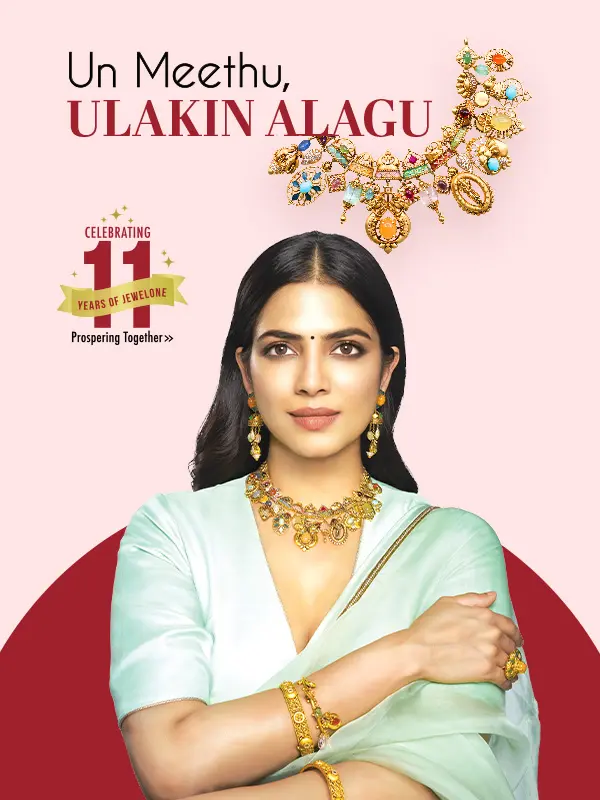 Un Meethu,
ULAKIN ALAGU
CELEBRATING
11
YEARS OF JEWELONE
Prospering Together >>